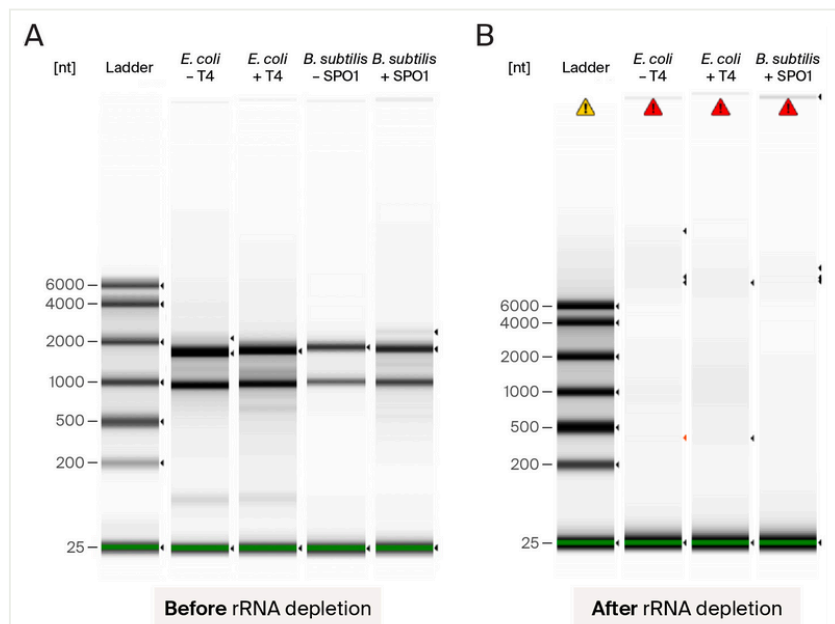 A
[nt]
Ladder
E. coli
– T4
E. coli
+ T4
B. subtilis
– SPO1
B. subtilis
+ SPO1
6000
4000
2000
1000
500
200
25
Before rRNA depletion
B
[nt]
Ladder
E. coli
– T4
E. coli
+ T4
B. subtilis
+ SPO1
6000
4000
2000
1000
500
200
25
After rRNA depletion